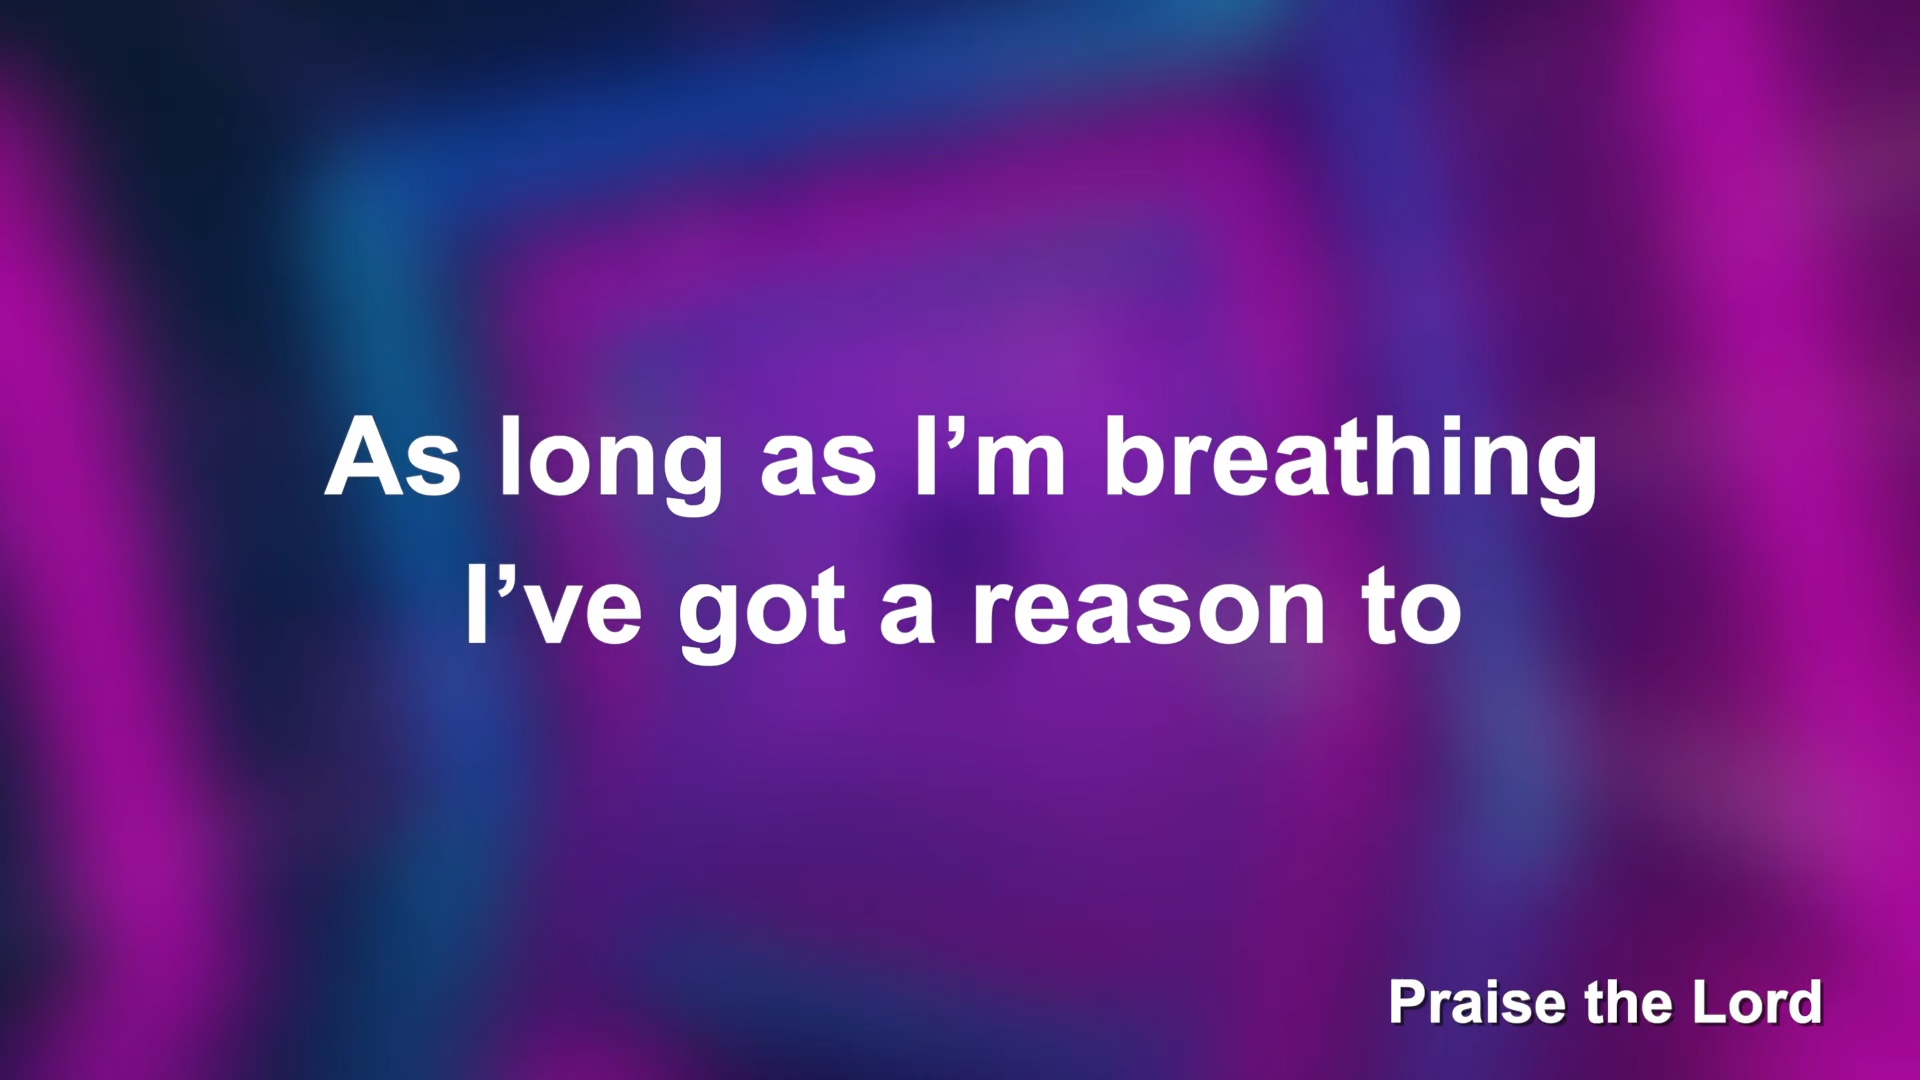 As long as I’m breathing
I’ve got a reason to
Praise the Lord